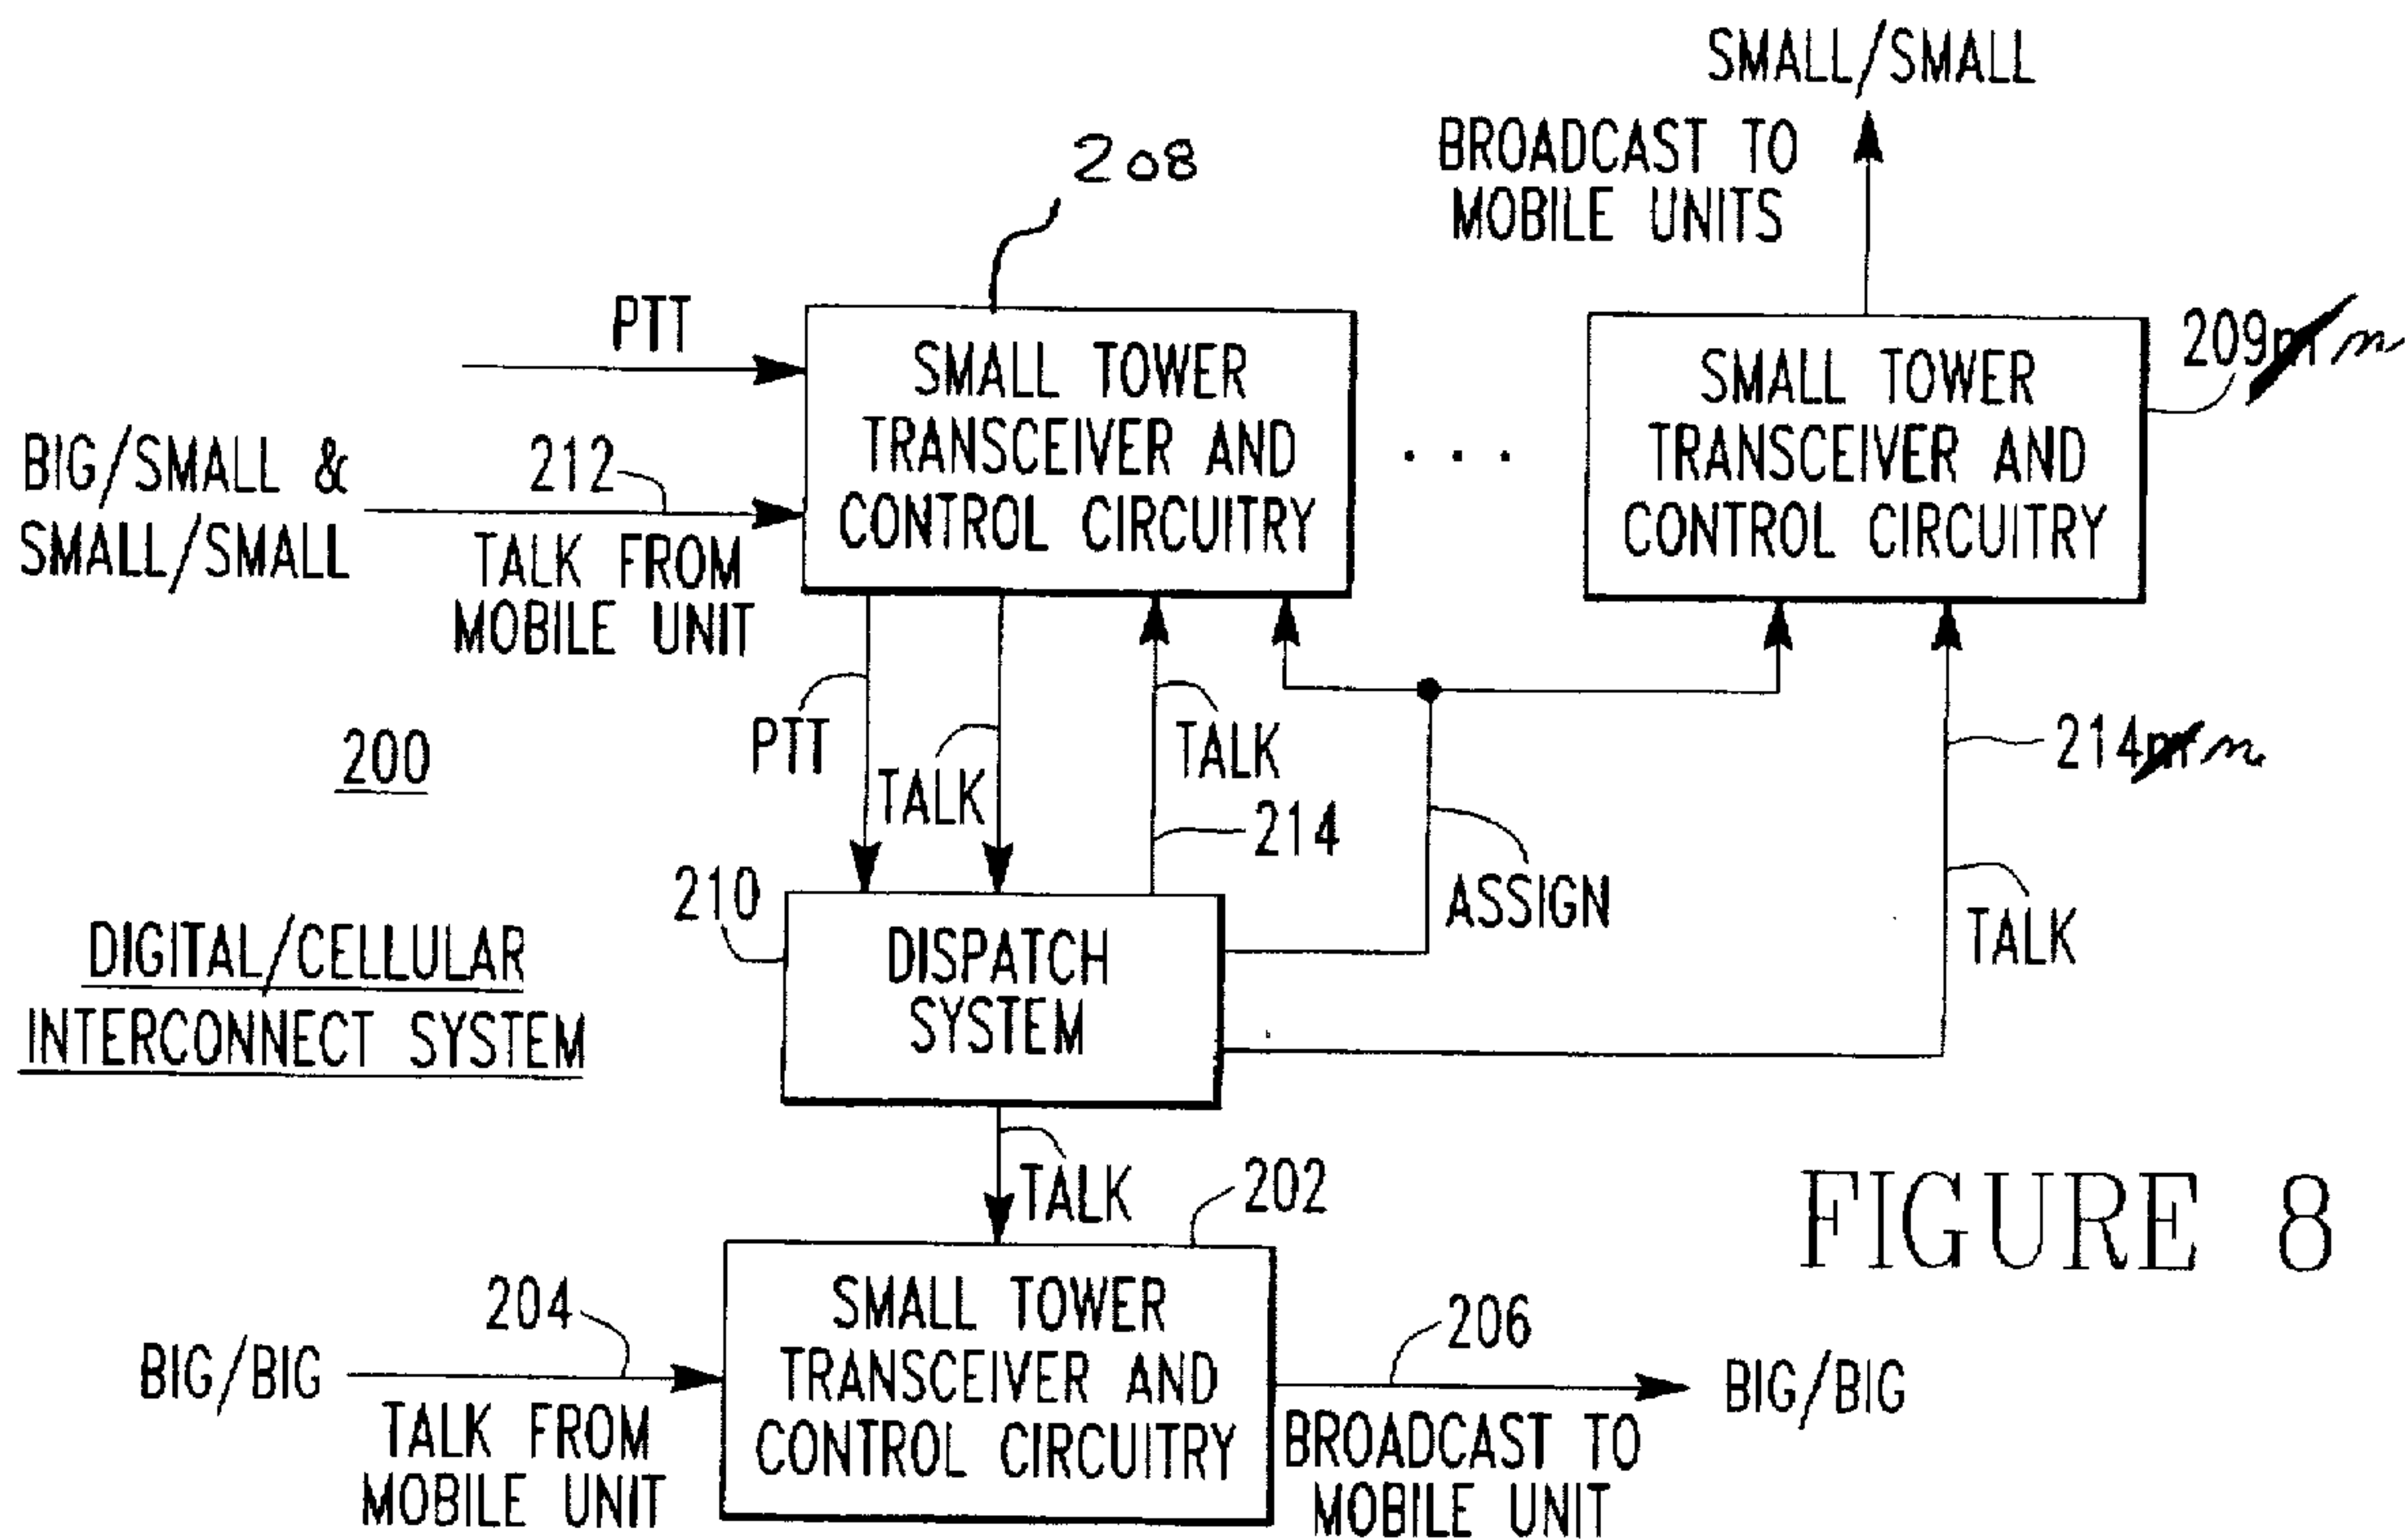 SMALL/SMALL
BROADCAST TO
MOBILE UNITS
208
PTT
SMALL TOWER
TRANSCEIVER AND
CONTROL CIRCUITRY
. . .
SMALL TOWER
TRANSCEIVER AND
CONTROL CIRCUITRY
209 n
BIG/SMALL &
SMALL/SMALL
212
TALK FROM
MOBILE UNIT
PTT
TALK
TALK
214
ASSIGN
214 n
TALK
200
DIGITAL/CELLULAR
INTERCONNECT SYSTEM
210
DISPATCH
SYSTEM
TALK
202
FIGURE 8
BIG/BIG
204
TALK FROM
MOBILE UNIT
SMALL TOWER
TRANSCEIVER AND
CONTROL CIRCUITRY
206
BROADCAST TO
MOBILE UNIT
BIG/BIG